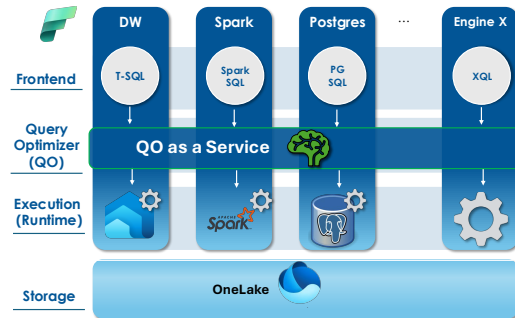 DW
Spark
Postgres
...
Engine X
Frontend
T-SQL
Spark
SQL
PG
SQL
XQL
Query
Optimizer
(QO)
QO as a Service
Execution
(Runtime)
APACHE
Spark
Storage
OneLake